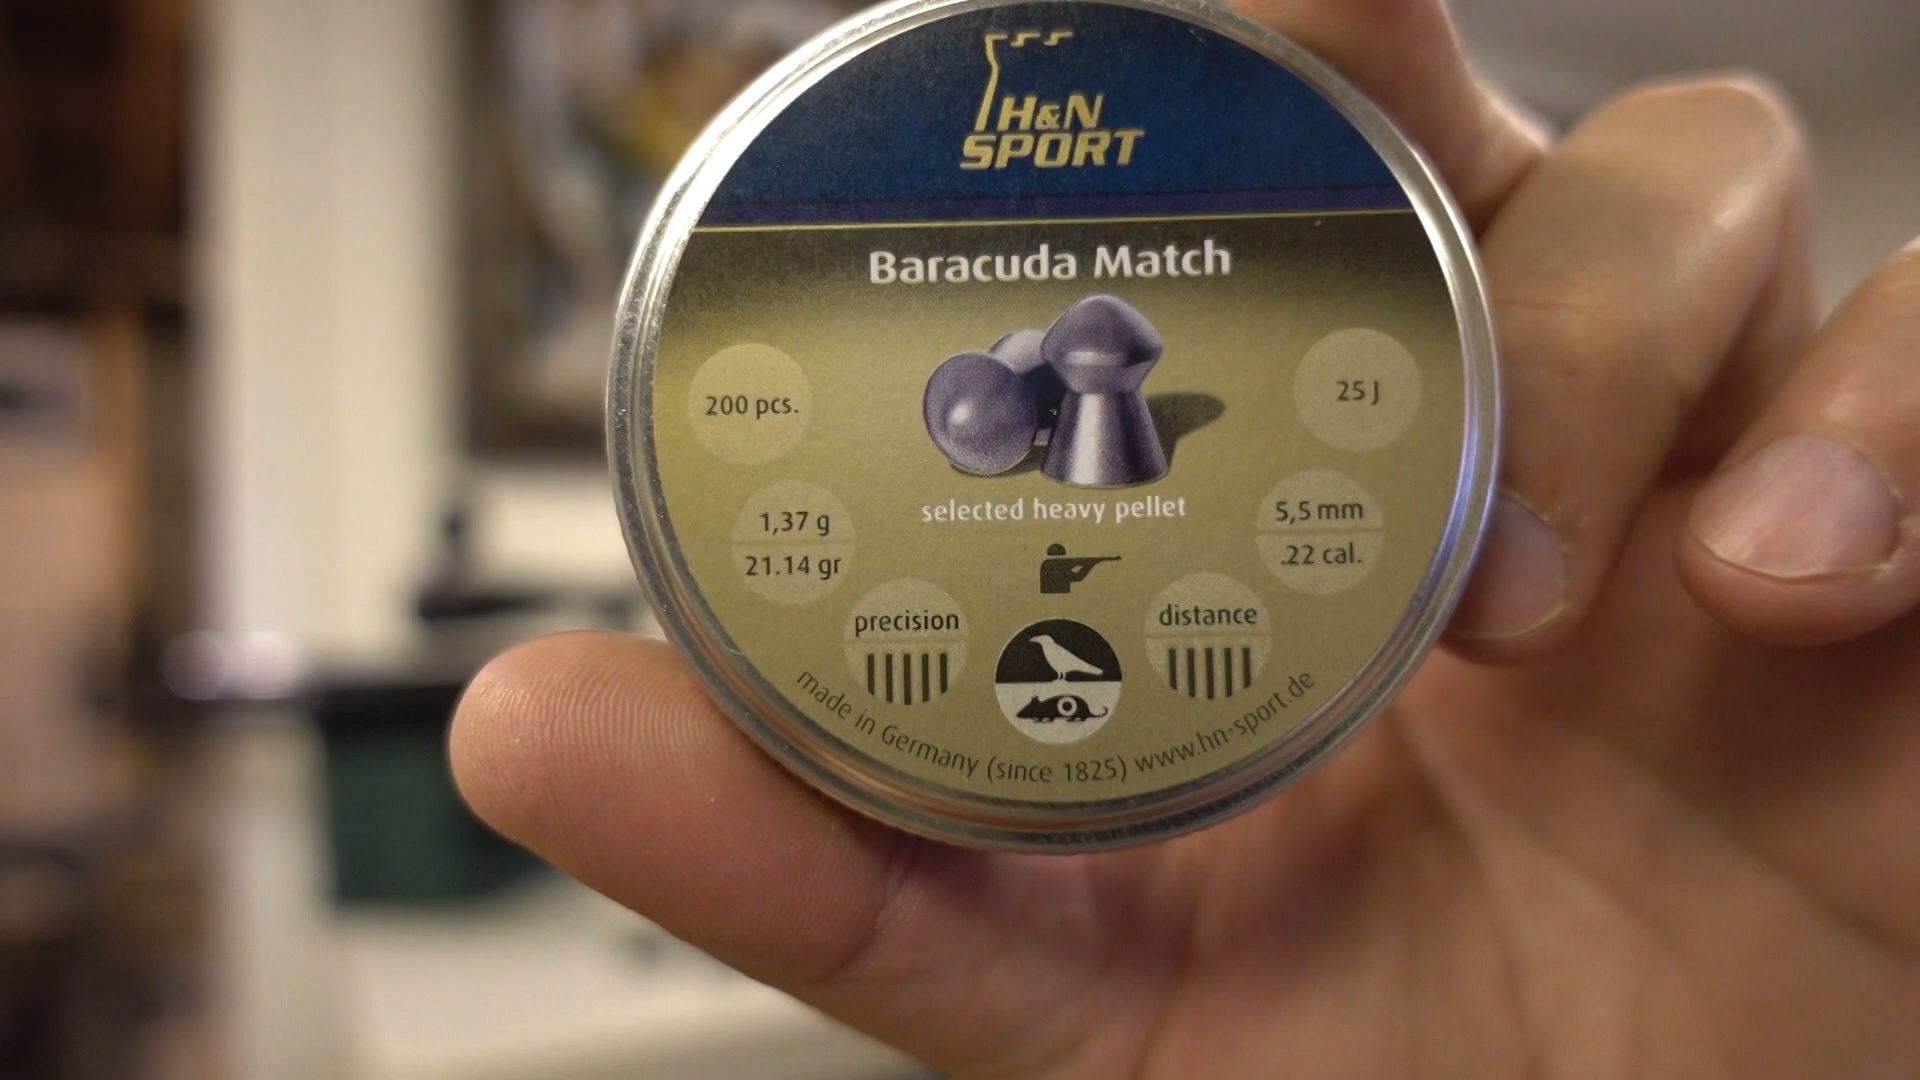 H&N
SPORT
Baracuda Match
200 pcs.
25 J
selected heavy pellet
1,37 g
21.14 gr
5,5 mm
.22 cal.
precision
distance
made in Germany (since 1825) www.hn-sport.de